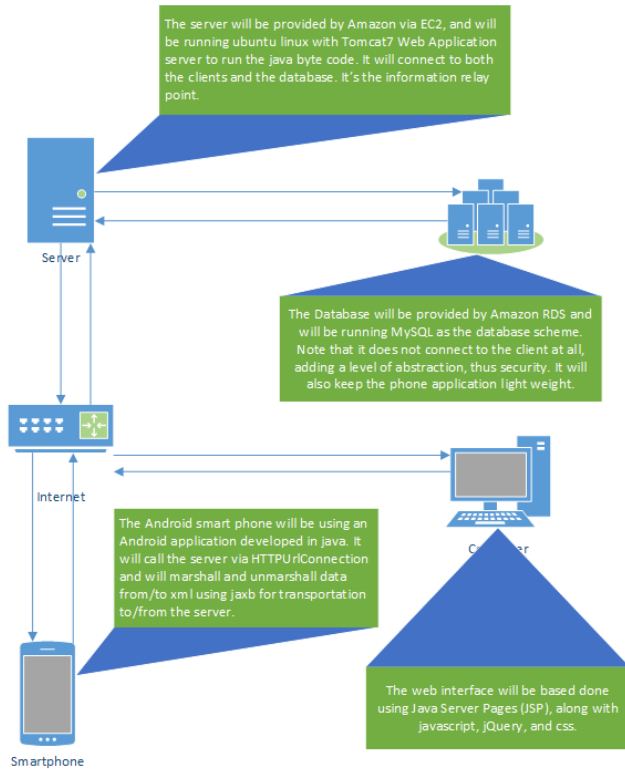 The server will be provided by Amazon via EC2, and will
be running ubuntu linux with Tomcat7 Web Application
server to run the java byte code. It will connect to both
the clients and the database. It's the information relay
point.
Server
The Database will be provided by Amazon RDS and
will be running MySQL as the database scheme.
Note that it does not connect to the client at all,
adding a level of abstraction, thus security. It will
also keep the phone application light weight.
Internet
The Android smart phone will be using an
Android application developed in java. It
will call the server via HTTPUrlConnection
and will marshall and unmarshall data
from/to xml using jaxb for transportation
to/from the server.
The web interface will be based done
using Java Server Pages (JSP), along with
javascript, jQuery, and css.
Smartphone